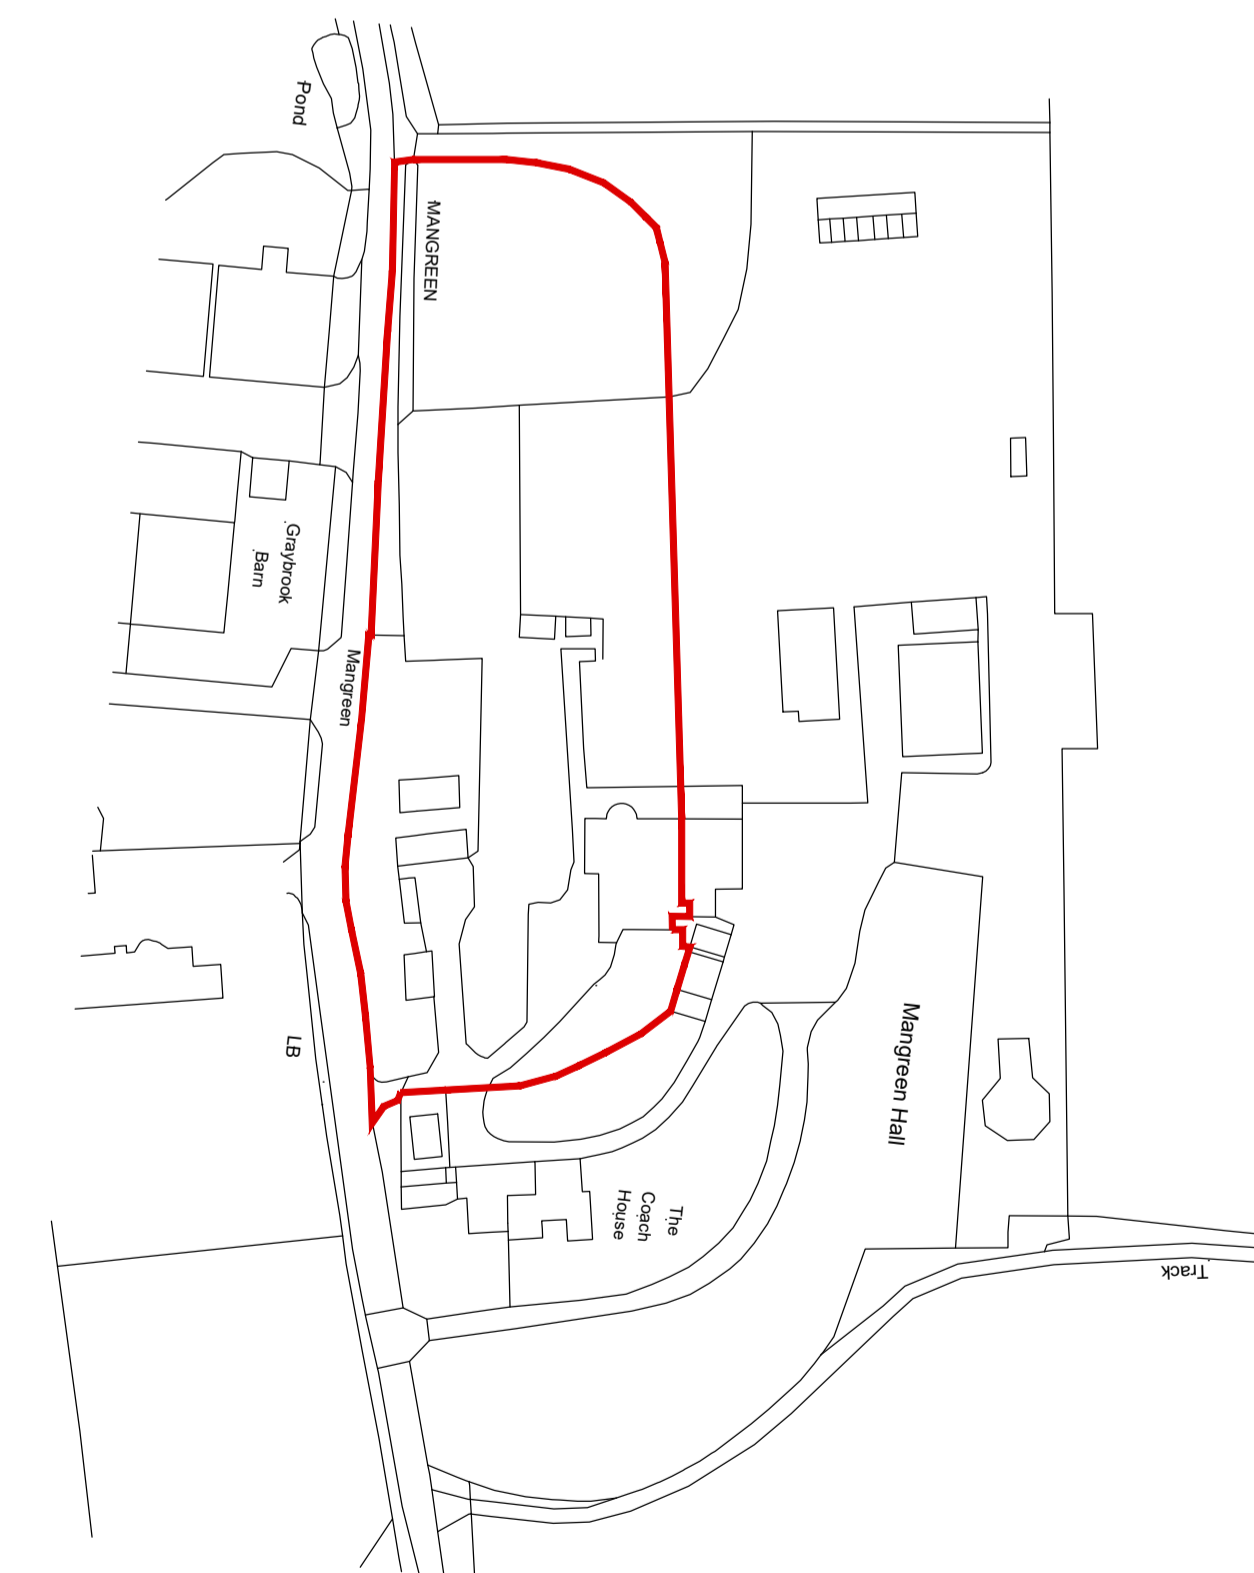 Pond
MANGREEN
Graybrook
Barn
Mangreen
LB
Mangreen Hall
The
Coach
House
Track